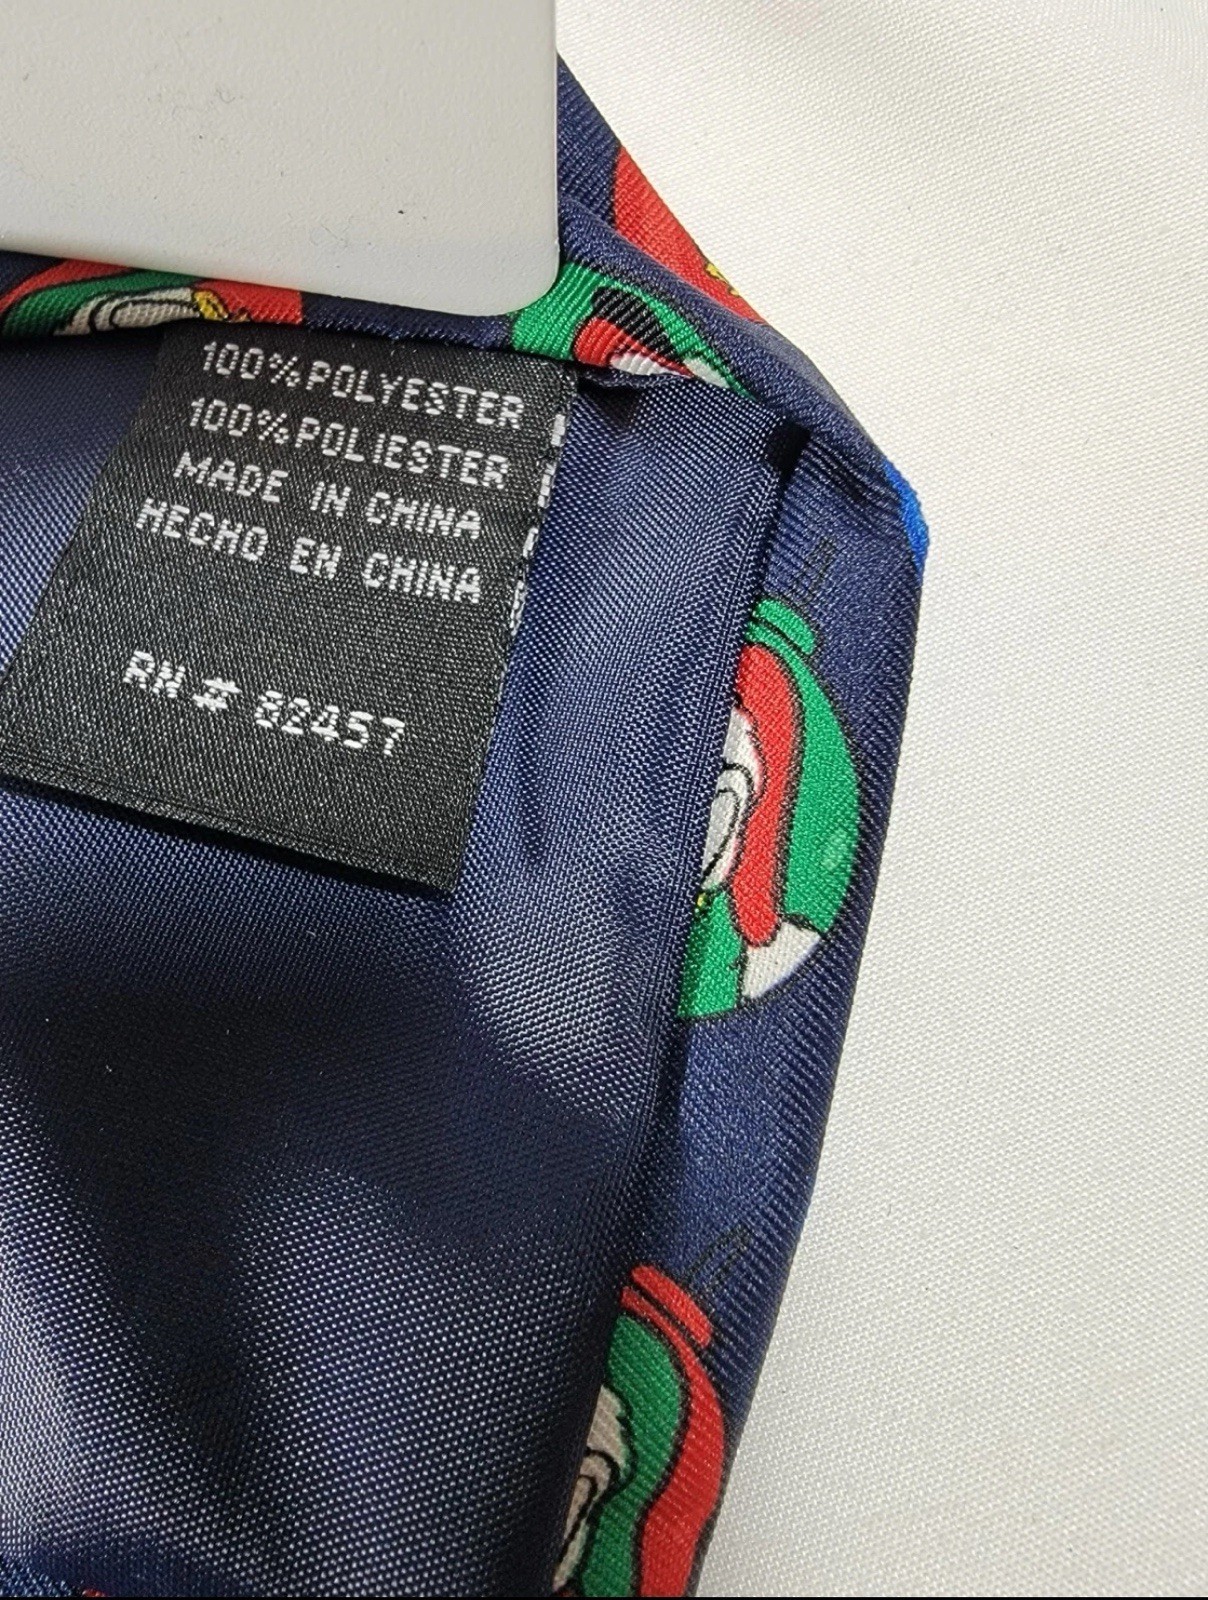 100% POLYESTER
100% POLIESTER
MADE IN CHINA
HECHO EN CHINA
RN # 82457